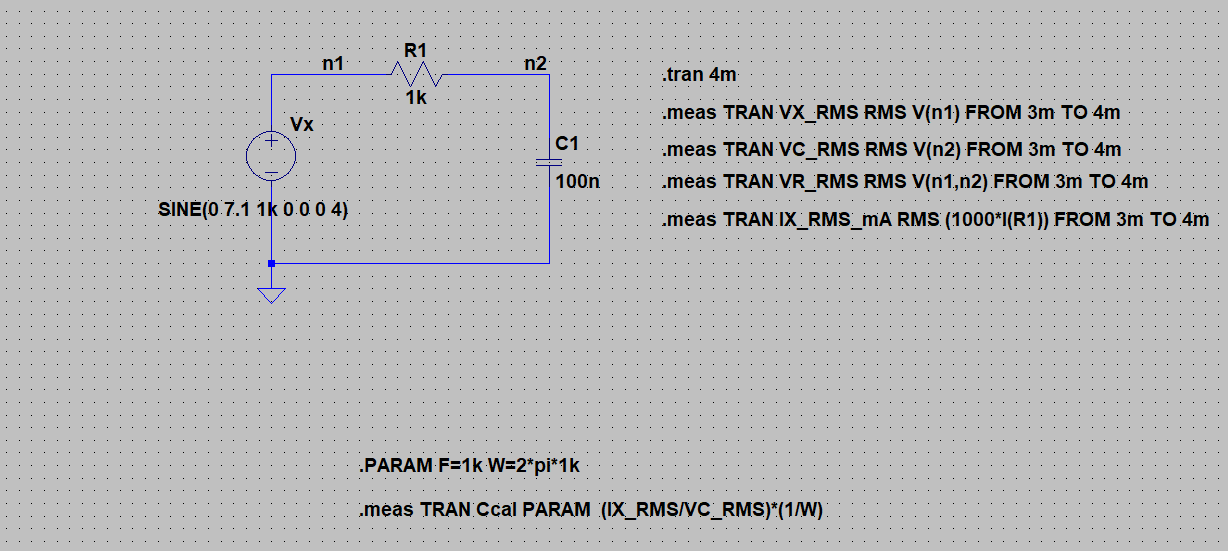 R1
n1
n2
1k
Vx
C1
100n
SINE(0 7.1 1k 0 0 0 4)
.tran 4m
.meas TRAN VX_RMS RMS V(n1) FROM 3m TO 4m
.meas TRAN VC_RMS RMS V(n2) FROM 3m TO 4m
.meas TRAN VR_RMS RMS V(n1,n2) FROM 3m TO 4m
.meas TRAN IX_RMS_mA RMS (1000*I(R1)) FROM 3m TO 4m
.PARAM F=1k W=2*pi*1k
.meas TRAN Ccal PARAM (IX_RMS/VC_RMS)*(1/W)